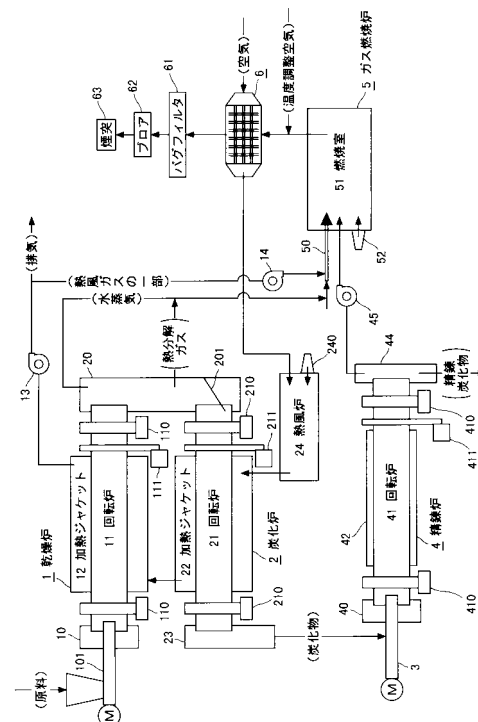 63 煙突
62 ブロア
61 バグフィルタ
(空気)
6
(温度調整空気)
5 ガス燃焼炉
51 燃焼室
50
52
(排気)
(熱風ガスの一部)
(水蒸気)
14
45
13
20
(熱分解ガス)
201
210
240
24 熱風炉
211
44
(精錬炭化物)
110
111
1 乾燥炉
12 加熱ジャケット
11 回転炉
22 加熱ジャケット
21 回転炉
2 炭化炉
110
210
410
411
42
41 回転炉
4 精錬炉
410
10
101
(原料)
M
23
(炭化物)
40
3
M